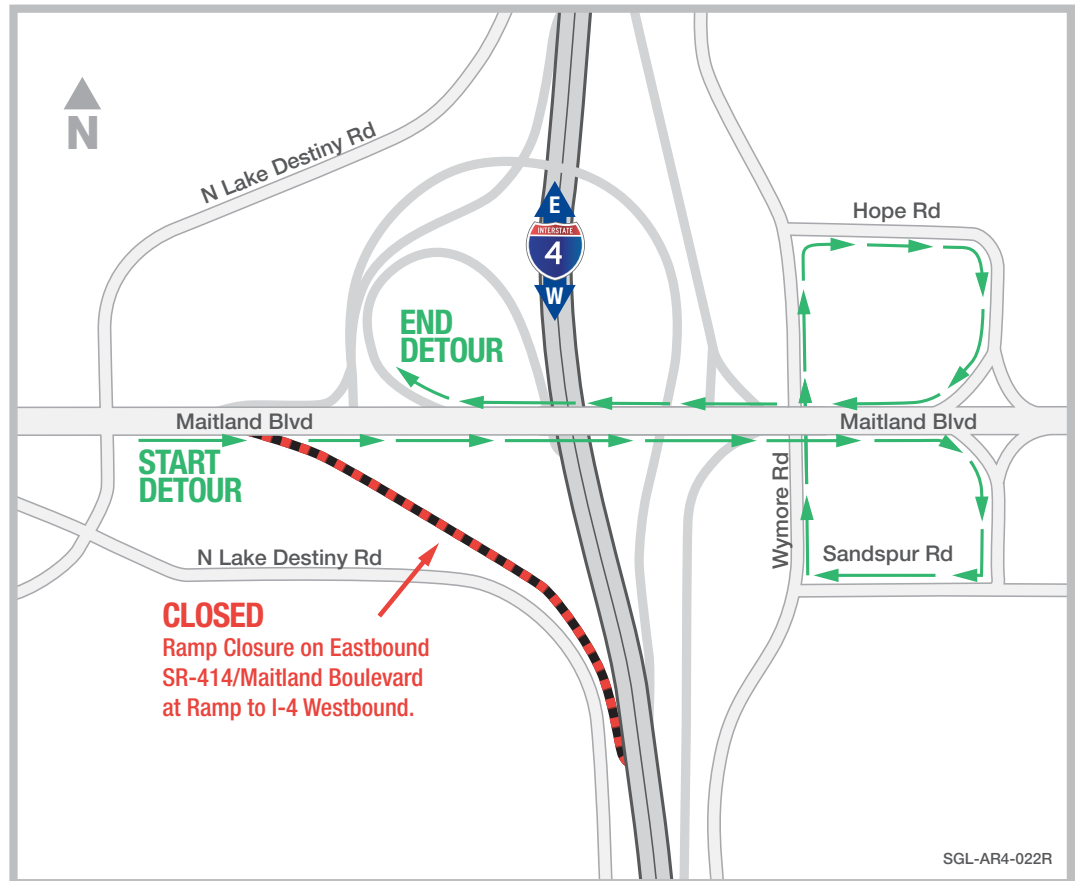 N
N Lake Destiny Rd
E
INTERSTATE
4
W
Hope Rd
END
DETOUR
Maitland Blvd
Maitland Blvd
START
DETOUR
Wymore Rd
N Lake Destiny Rd
Sandspur Rd
CLOSED
Ramp Closure on Eastbound
SR-414/Maitland Boulevard
at Ramp to I-4 Westbound.
SGL-AR4-022R